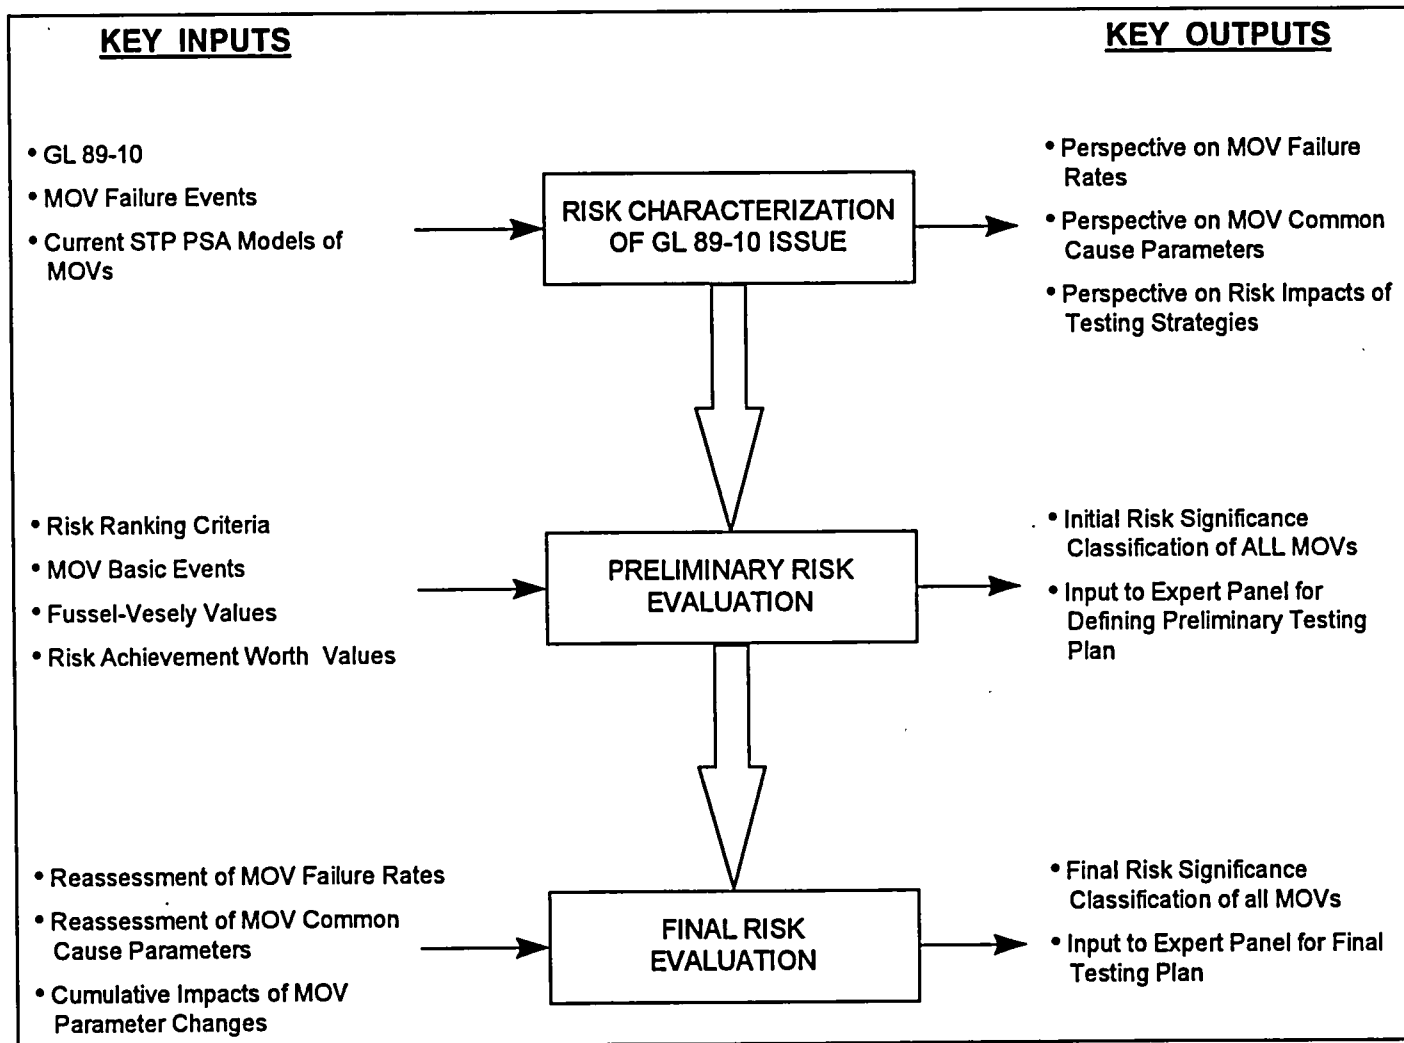 KEY INPUTS
KEY OUTPUTS
• GL 89-10
• MOV Failure Events
• Current STP PSA Models of
MOVs
RISK CHARACTERIZATION
OF GL 89-10 ISSUE
• Perspective on MOV Failure
Rates
• Perspective on MOV Common
Cause Parameters
• Perspective on Risk Impacts of
Testing Strategies
• Risk Ranking Criteria
• MOV Basic Events
• Fussel-Vesely Values
• Risk Achievement Worth Values
PRELIMINARY RISK
EVALUATION
• Initial Risk Significance
Classification of ALL MOVs
• Input to Expert Panel for
Defining Preliminary Testing
Plan
• Reassessment of MOV Failure Rates
• Reassessment of MOV Common
Cause Parameters
• Cumulative Impacts of MOV
Parameter Changes
FINAL RISK
EVALUATION
• Final Risk Significance
Classification of all MOVs
• Input to Expert Panel for Final
Testing Plan